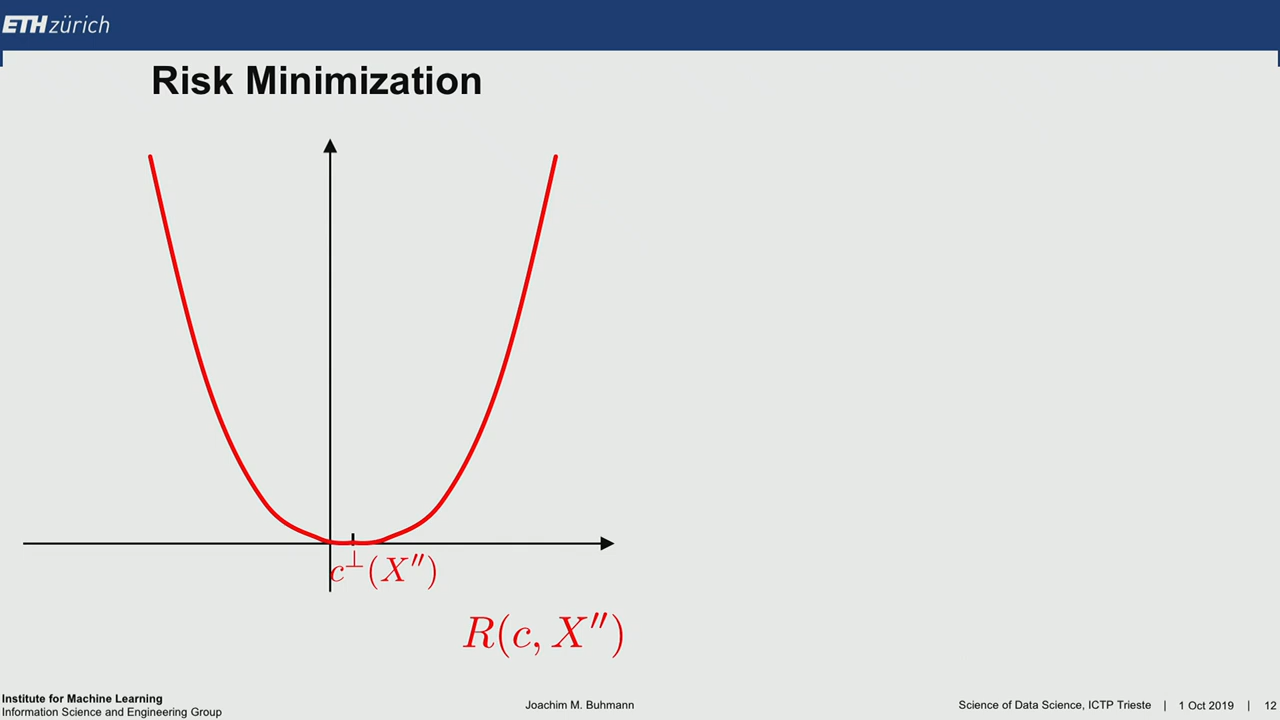 ETH zürich
Risk Minimization
c⊥(X″)
R(c, X″)
Institute for Machine Learning
Information Science and Engineering Group
Joachim M. Buhmann
Science of Data Science, ICTP Trieste | 1 Oct 2019 | 12